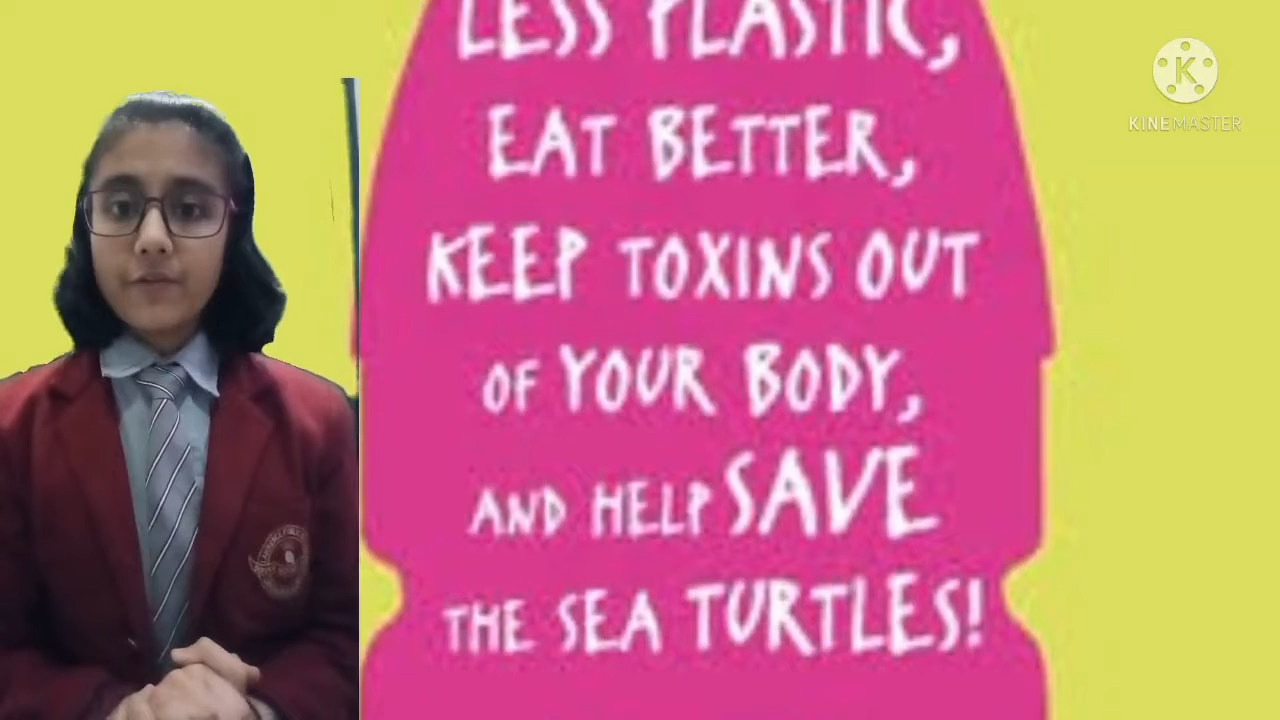 LESS PLASTIC,
EAT BETTER,
KEEP TOXINS OUT
OF YOUR BODY,
AND HELP SAVE
THE SEA TURTLES!
K
KINEMASTER